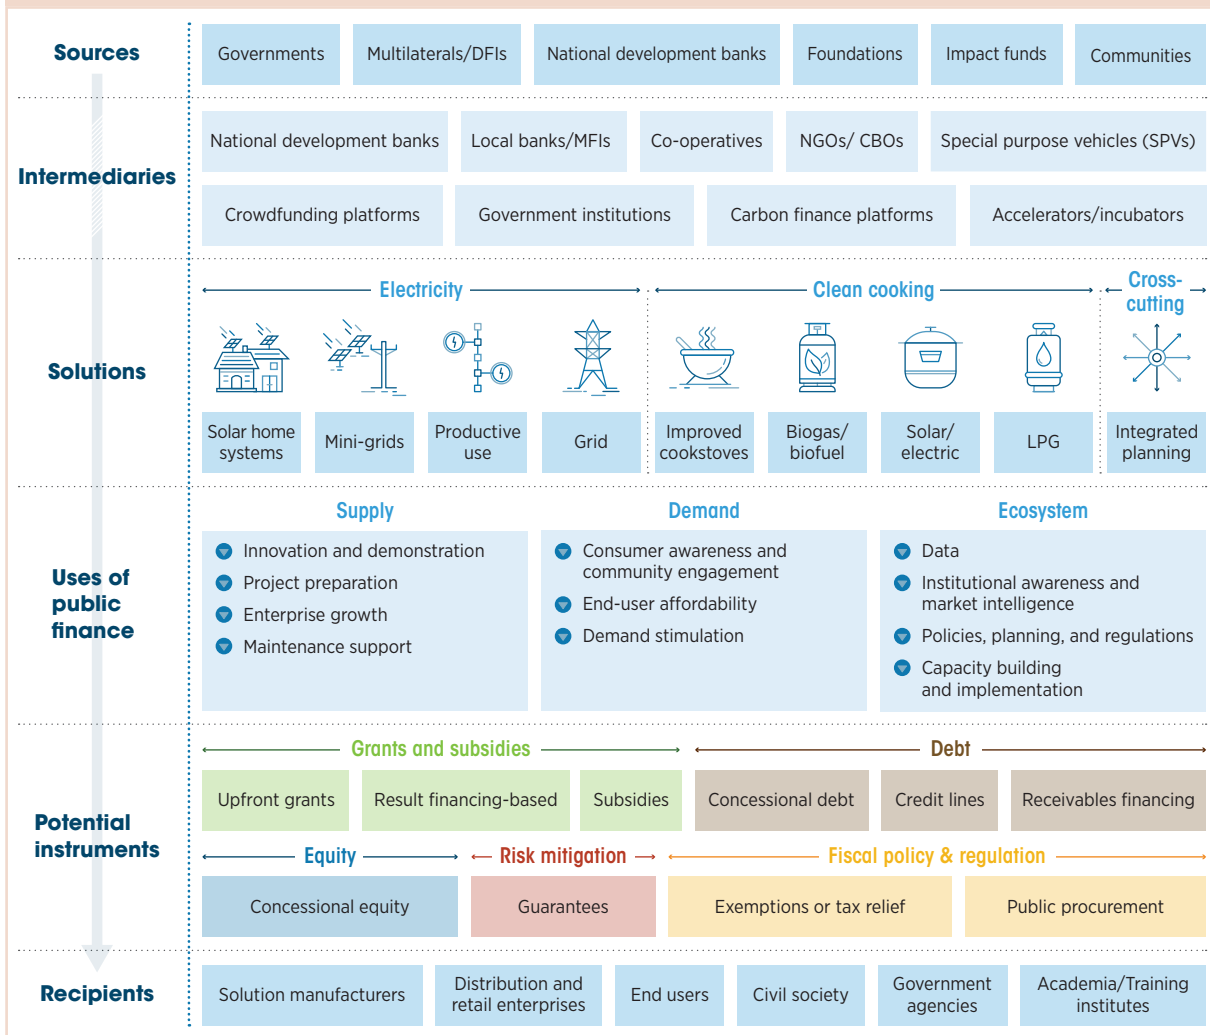 Sources
Governments
Multilaterals/DFIs
National development banks
Foundations
Impact funds
Communities
Intermediaries
National development banks
Local banks/MFIs
Co-operatives
NGOs/ CBOs
Special purpose vehicles (SPVs)
Crowdfunding platforms
Government institutions
Carbon finance platforms
Accelerators/incubators
Solutions
Electricity
Clean cooking
Cross-
cutting
Solar home
systems
Mini-grids
Productive
use
Grid
Improved
cookstoves
Biogas/
biofuel
Solar/
electric
LPG
Integrated
planning
Uses of
public
finance
Supply
Innovation and demonstration
Project preparation
Enterprise growth
Maintenance support
Demand
Consumer awareness and
community engagement
End-user affordability
Demand stimulation
Ecosystem
Data
Institutional awareness and
market intelligence
Policies, planning, and regulations
Capacity building
and implementation
Potential
instruments
Grants and subsidies
Debt
Upfront grants
Result financing-based
Subsidies
Concessional debt
Credit lines
Receivables financing
Equity
Risk mitigation
Fiscal policy & regulation
Concessional equity
Guarantees
Exemptions or tax relief
Public procurement
Recipients
Solution manufacturers
Distribution and
retail enterprises
End users
Civil society
Government
agencies
Academia/Training
institutes